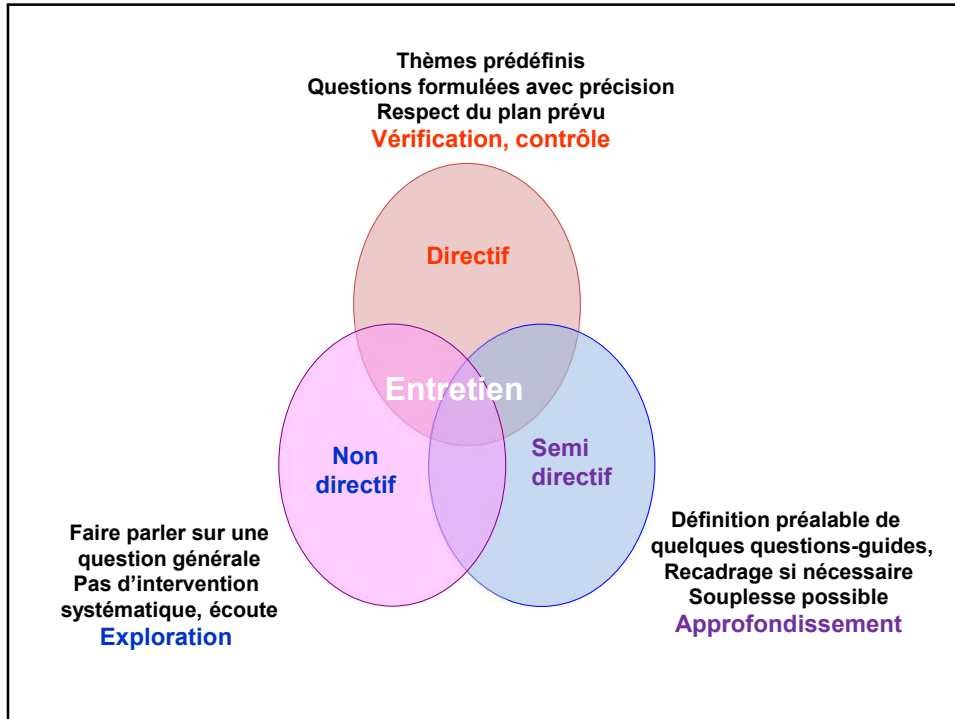 Thèmes prédéfinis
Questions formulées avec précision
Respect du plan prévu
Vérification, contrôle
Directif
Entretien
Non
directif
Semi
directif
Faire parler sur une
question générale
Pas d’intervention
systématique, écoute
Exploration
Définition préalable de
quelques questions-guides,
Recadrage si nécessaire
Souplesse possible
Approfondissement